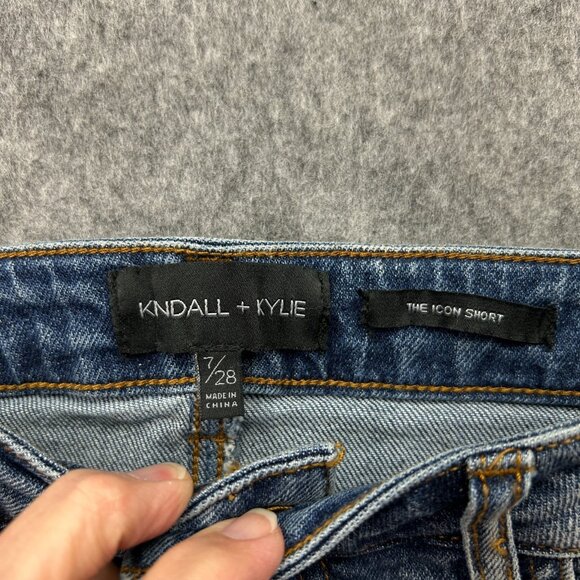 KNDALL + KYLIE
THE ICON SHORT
7/28
MADE IN
CHINA